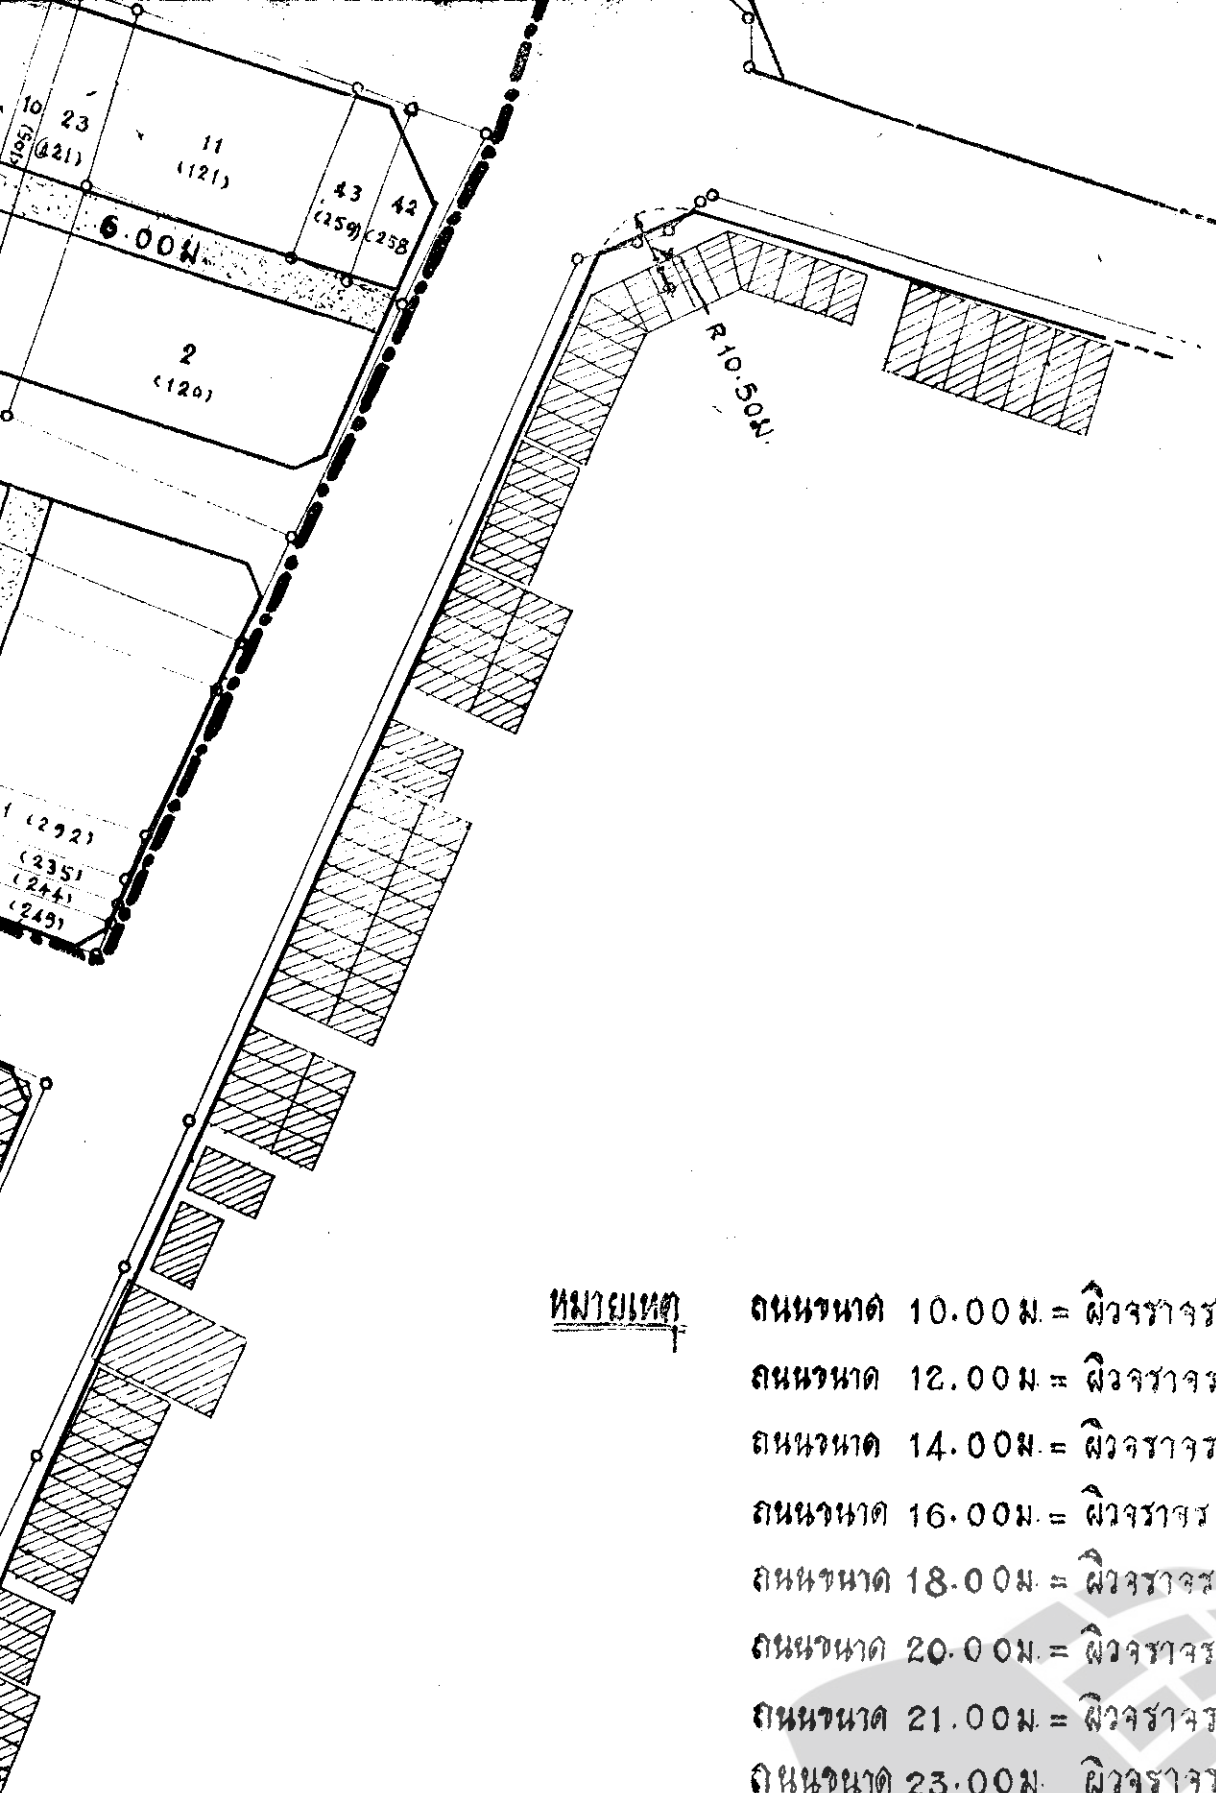 10
(105)
23
(221)
11
(121)
43
(259)
42
(258
6.00ม.
2
(120)
R10.50ม.
1 (292)
(235)
(244)
(245)
หมายเหตุ
ถนนขนาด 10.00ม. = ผิวจราจร
ถนนขนาด 12.00ม. = ผิวจราจร
ถนนขนาด 14.00ม. = ผิวจราจร
ถนนขนาด 16.00ม. = ผิวจราจร
ถนนขนาด 18.00ม. = ผิวจราจร
ถนนขนาด 20.00ม. = ผิวจราจร
ถนนขนาด 21.00ม. = ผิวจราจร
ถนนขนาด 23.00ม. ผิวจราจร